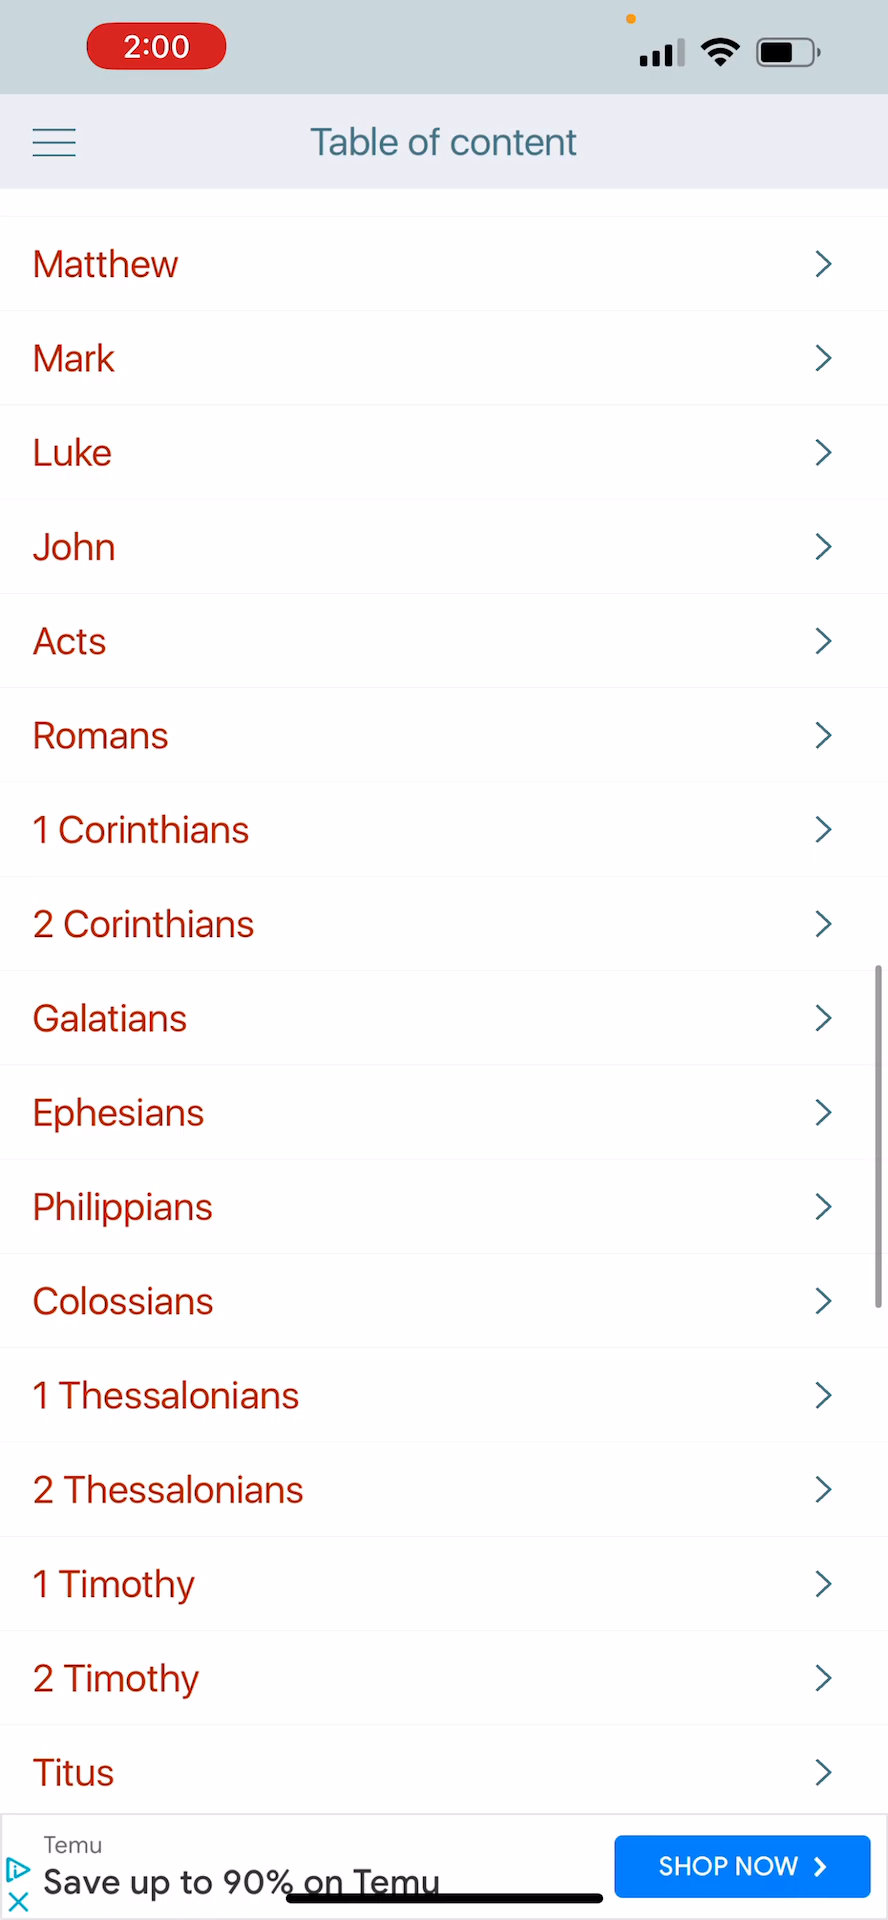 2:00
Table of content
Matthew
Mark
Luke
John
Acts
Romans
1 Corinthians
2 Corinthians
Galatians
Ephesians
Philippians
Colossians
1 Thessalonians
2 Thessalonians
1 Timothy
2 Timothy
Titus
Temu
Save up to 90% on Temu
SHOP NOW